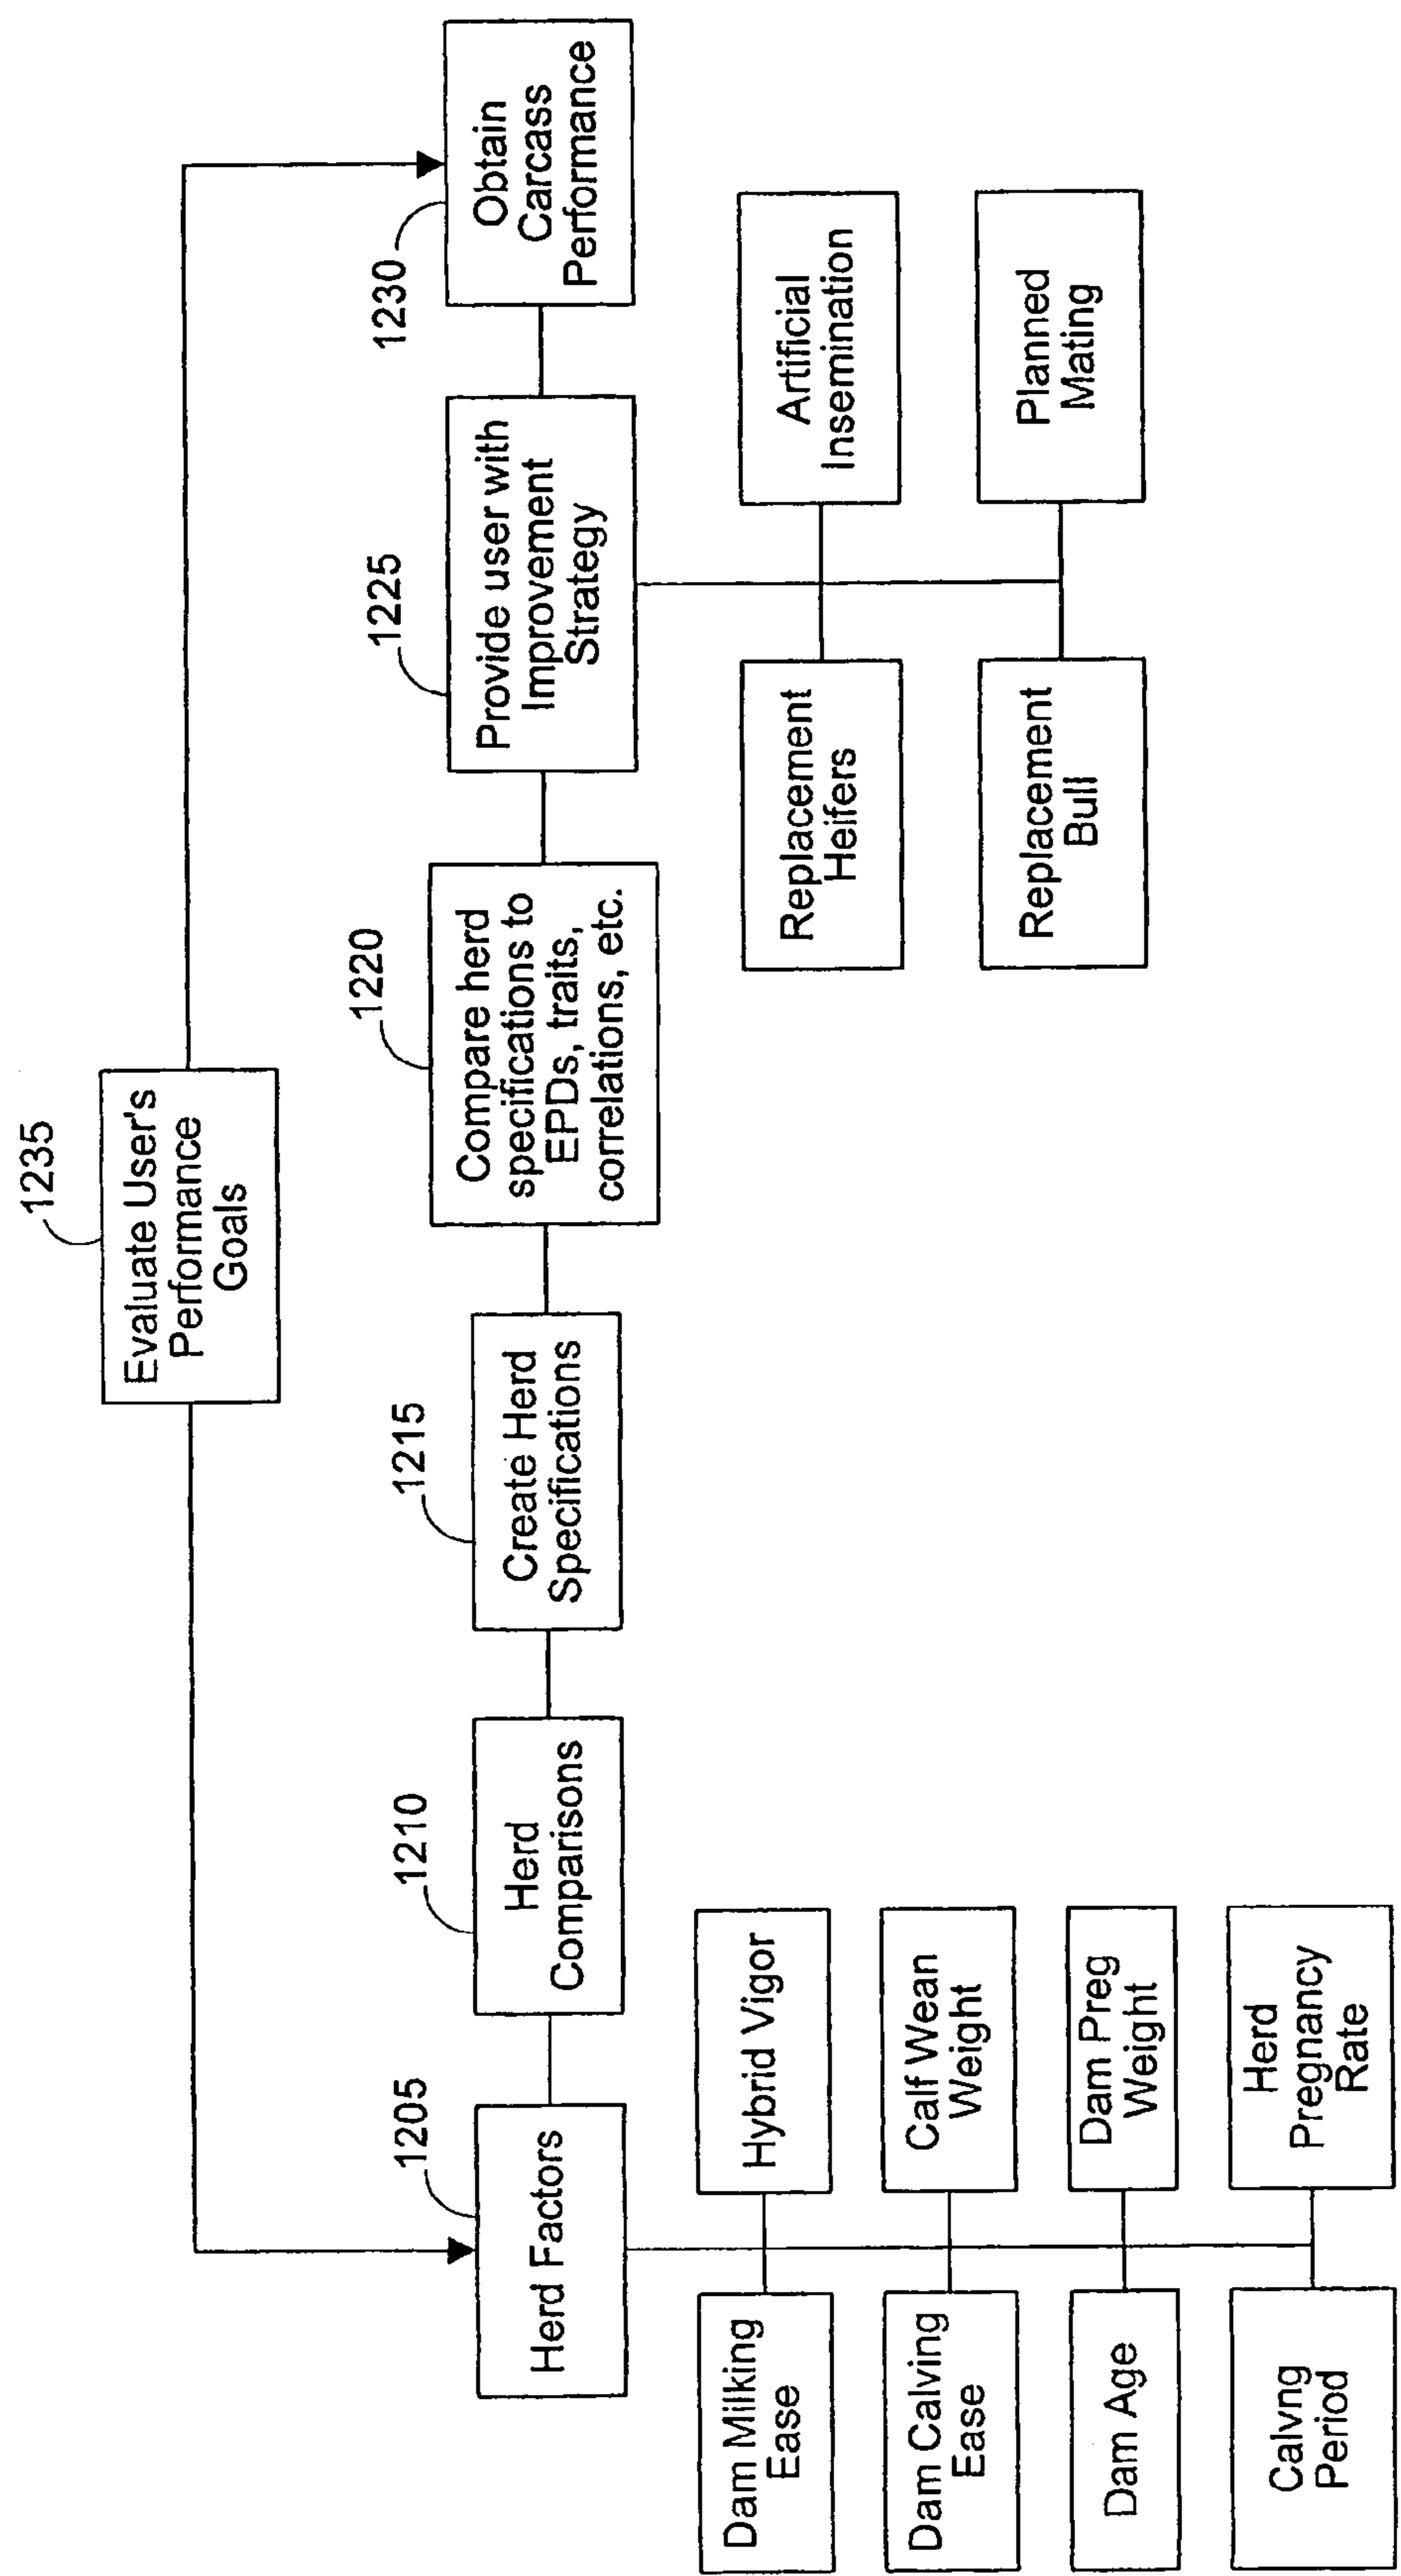 1235
Evaluate User's
Performance
Goals
1205
Herd Factors
1210
Herd
Comparisons
1215
Create Herd
Specifications
1220
Compare herd
specifications to
EPDs, traits,
correlations, etc.
1225
Provide user with
Improvement
Strategy
1230
Obtain
Carcass
Performance
Dam Milking
Ease
Hybrid Vigor
Dam Calving
Ease
Calf Wean
Weight
Dam Age
Dam Preg
Weight
Calvng
Period
Herd
Pregnancy
Rate
Replacement
Heifers
Artificial
Insemination
Replacement
Bull
Planned
Mating